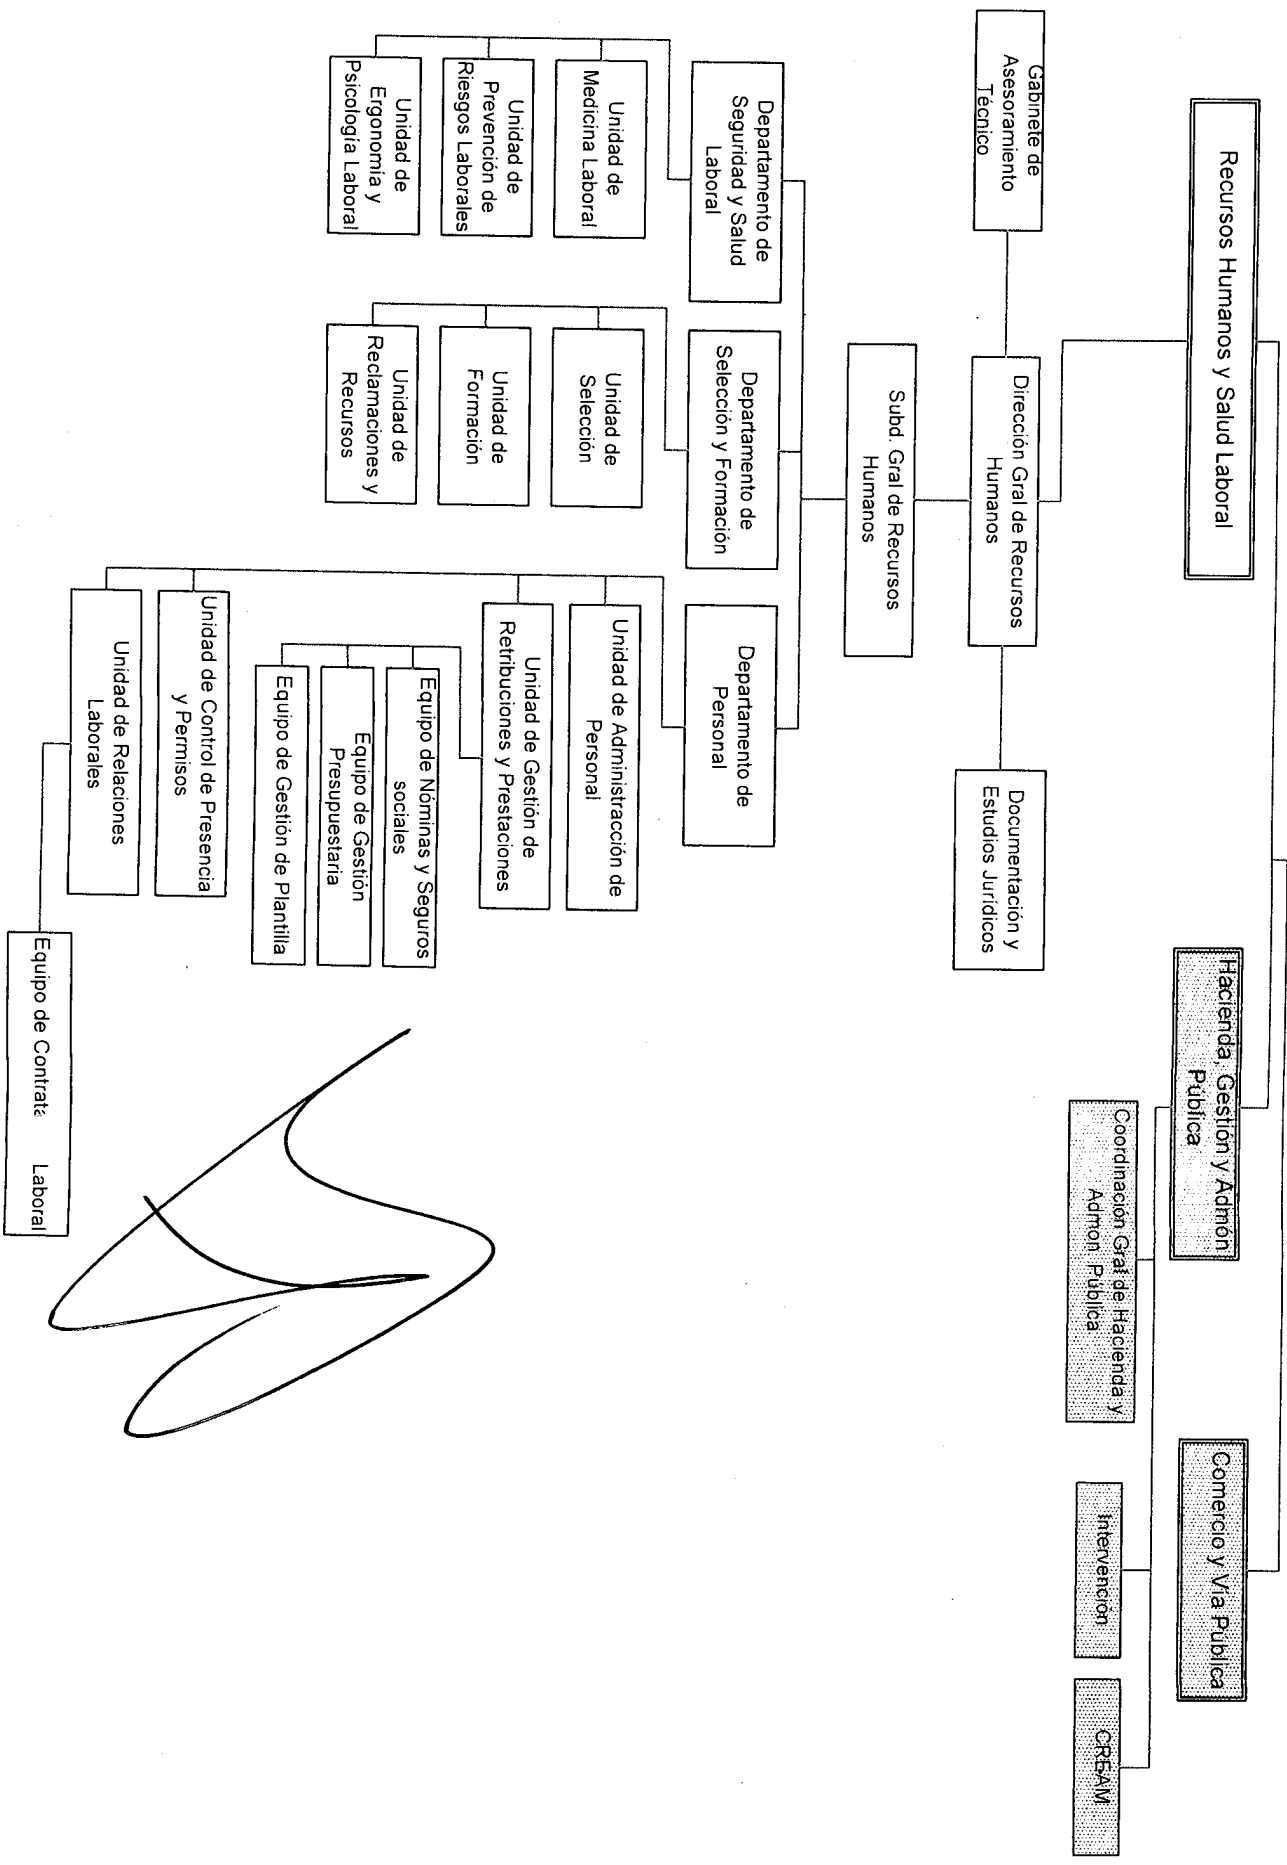 Recursos Humanos y Salud Laboral
Hacienda, Gestión y Admón
Pública
Comercio y Vía Pública
Gabinete de
Asesoramiento
Técnico
Dirección Gral de Recursos
Humanos
Documentación y
Estudios Jurídicos
Coordinación Gral de Hacienda y
Admon. Pública
Intervención
CREAM
Subd. Gral de Recursos
Humanos
Departamento de
Seguridad y Salud
Laboral
Departamento de
Selección y Formación
Departamento de
Personal
Unidad de
Medicina Laboral
Unidad de
Prevención de
Riesgos Laborales
Unidad de
Ergonomía y
Psicología Laboral
Unidad de
Selección
Unidad de
Formación
Unidad de
Reclamaciones y
Recursos
Unidad de Administracción de
Personal
Unidad de Gestión de
Retribuciones y Prestaciones
Equipo de Nóminas y Seguros
sociales
Equipo de Gestión
Presupuestaria
Equipo de Gestión de Plantilla
Unidad de Control de Presencia
y Permisos
Unidad de Relaciones
Laborales
Equipo de Contrata Laboral